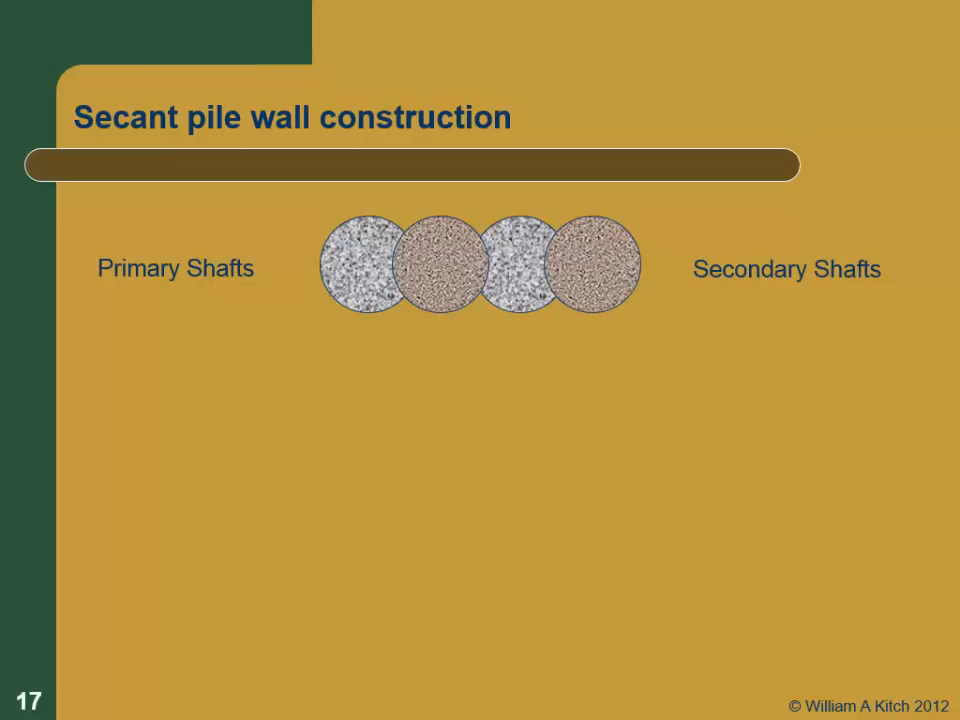 Secant pile wall construction
Primary Shafts
Secondary Shafts
17
© William A Kitch 2012